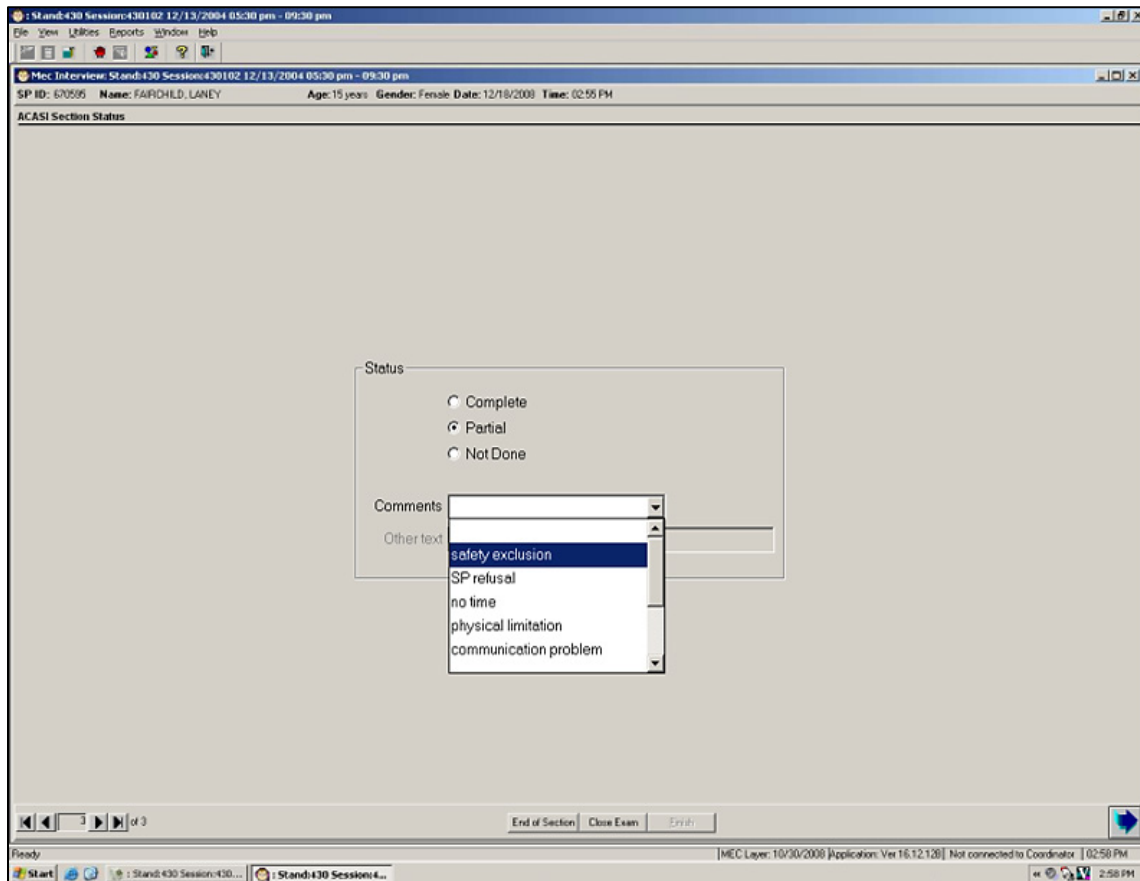 : Stand:430 Session:430102 12/13/2004 05:30 pm - 09:30 pm
File View Utilities Reports Window Help
Mec Interview: Stand:430 Session:430102 12/13/2004 05:30 pm - 09:30 pm
SP ID: 670595 Name: FAIRCHILD, LANEY Age: 15 years Gender: Female Date: 12/18/2008 Time: 02:55 PM
ACASI Section Status
Status
Complete
Partial
Not Done
Comments
Other text
safety exclusion
SP refusal
no time
physical limitation
communication problem
3 of 3
End of Section Close Exam Finish
Ready MEC Layer: 10/30/2008 Application: Ver 16.12.128 Not connected to Coordinator 02:58 PM
Start : Stand:430 Session:430... : Stand:430 Session:4... « 2:58 PM